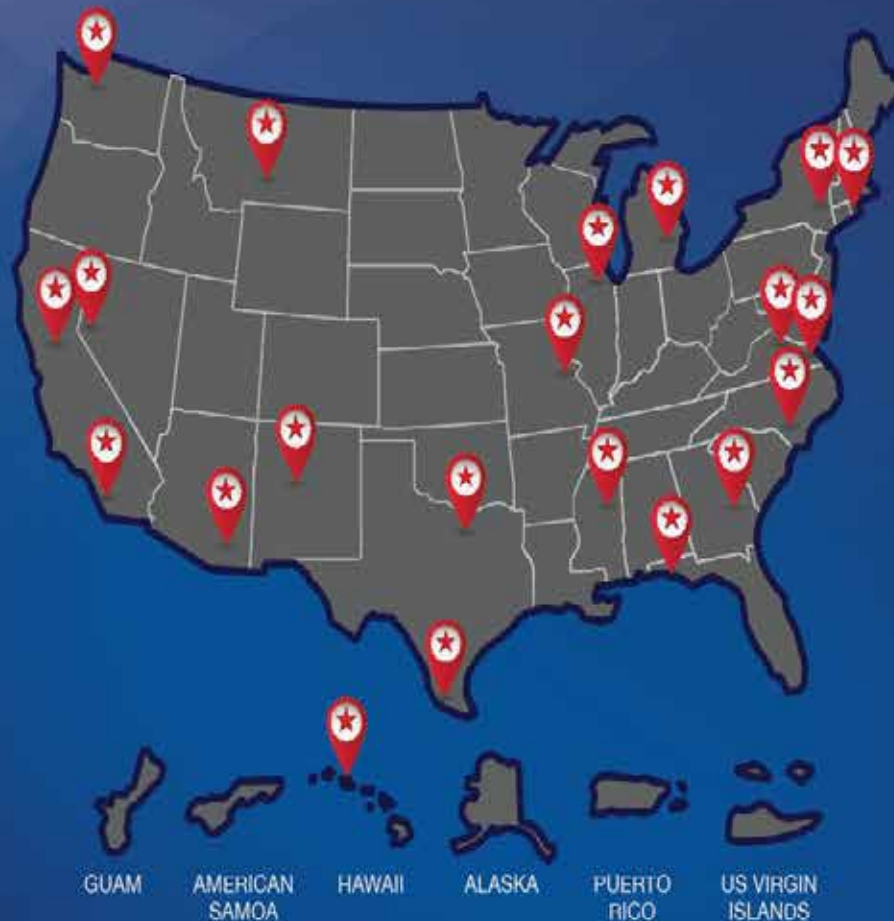 GUAM
AMERICAN
SAMOA
HAWAII
ALASKA
PUERTO
RICO
US VIRGIN
ISLANDS